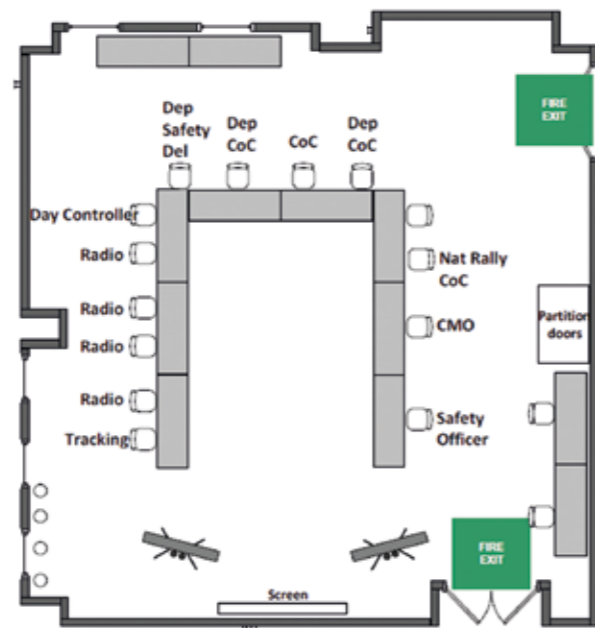 FIRE
EXIT
Dep
Safety
Del
Dep
CoC
CoC
Dep
CoC
Day Controller
Radio
Nat Rally
CoC
Radio
CMO
Partition
doors
Radio
Radio
Safety
Officer
Tracking
FIRE
EXIT
Screen